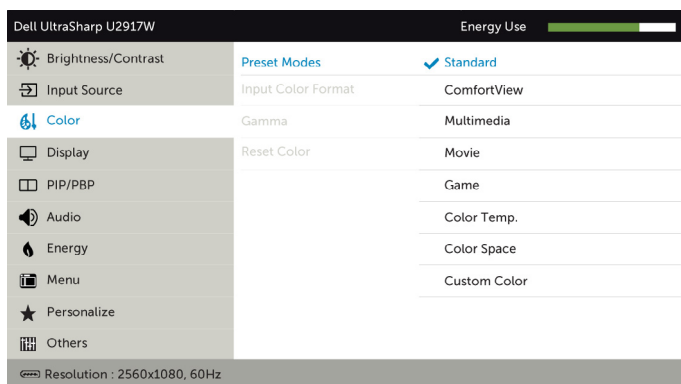 Dell UltraSharp U2917W
Energy Use
Brightness/Contrast
Input Source
Color
Display
PIP/PBP
Audio
Energy
Menu
Personalize
Others
Preset Modes
Input Color Format
Gamma
Reset Color
Standard
ComfortView
Multimedia
Movie
Game
Color Temp.
Color Space
Custom Color
Resolution : 2560x1080, 60Hz